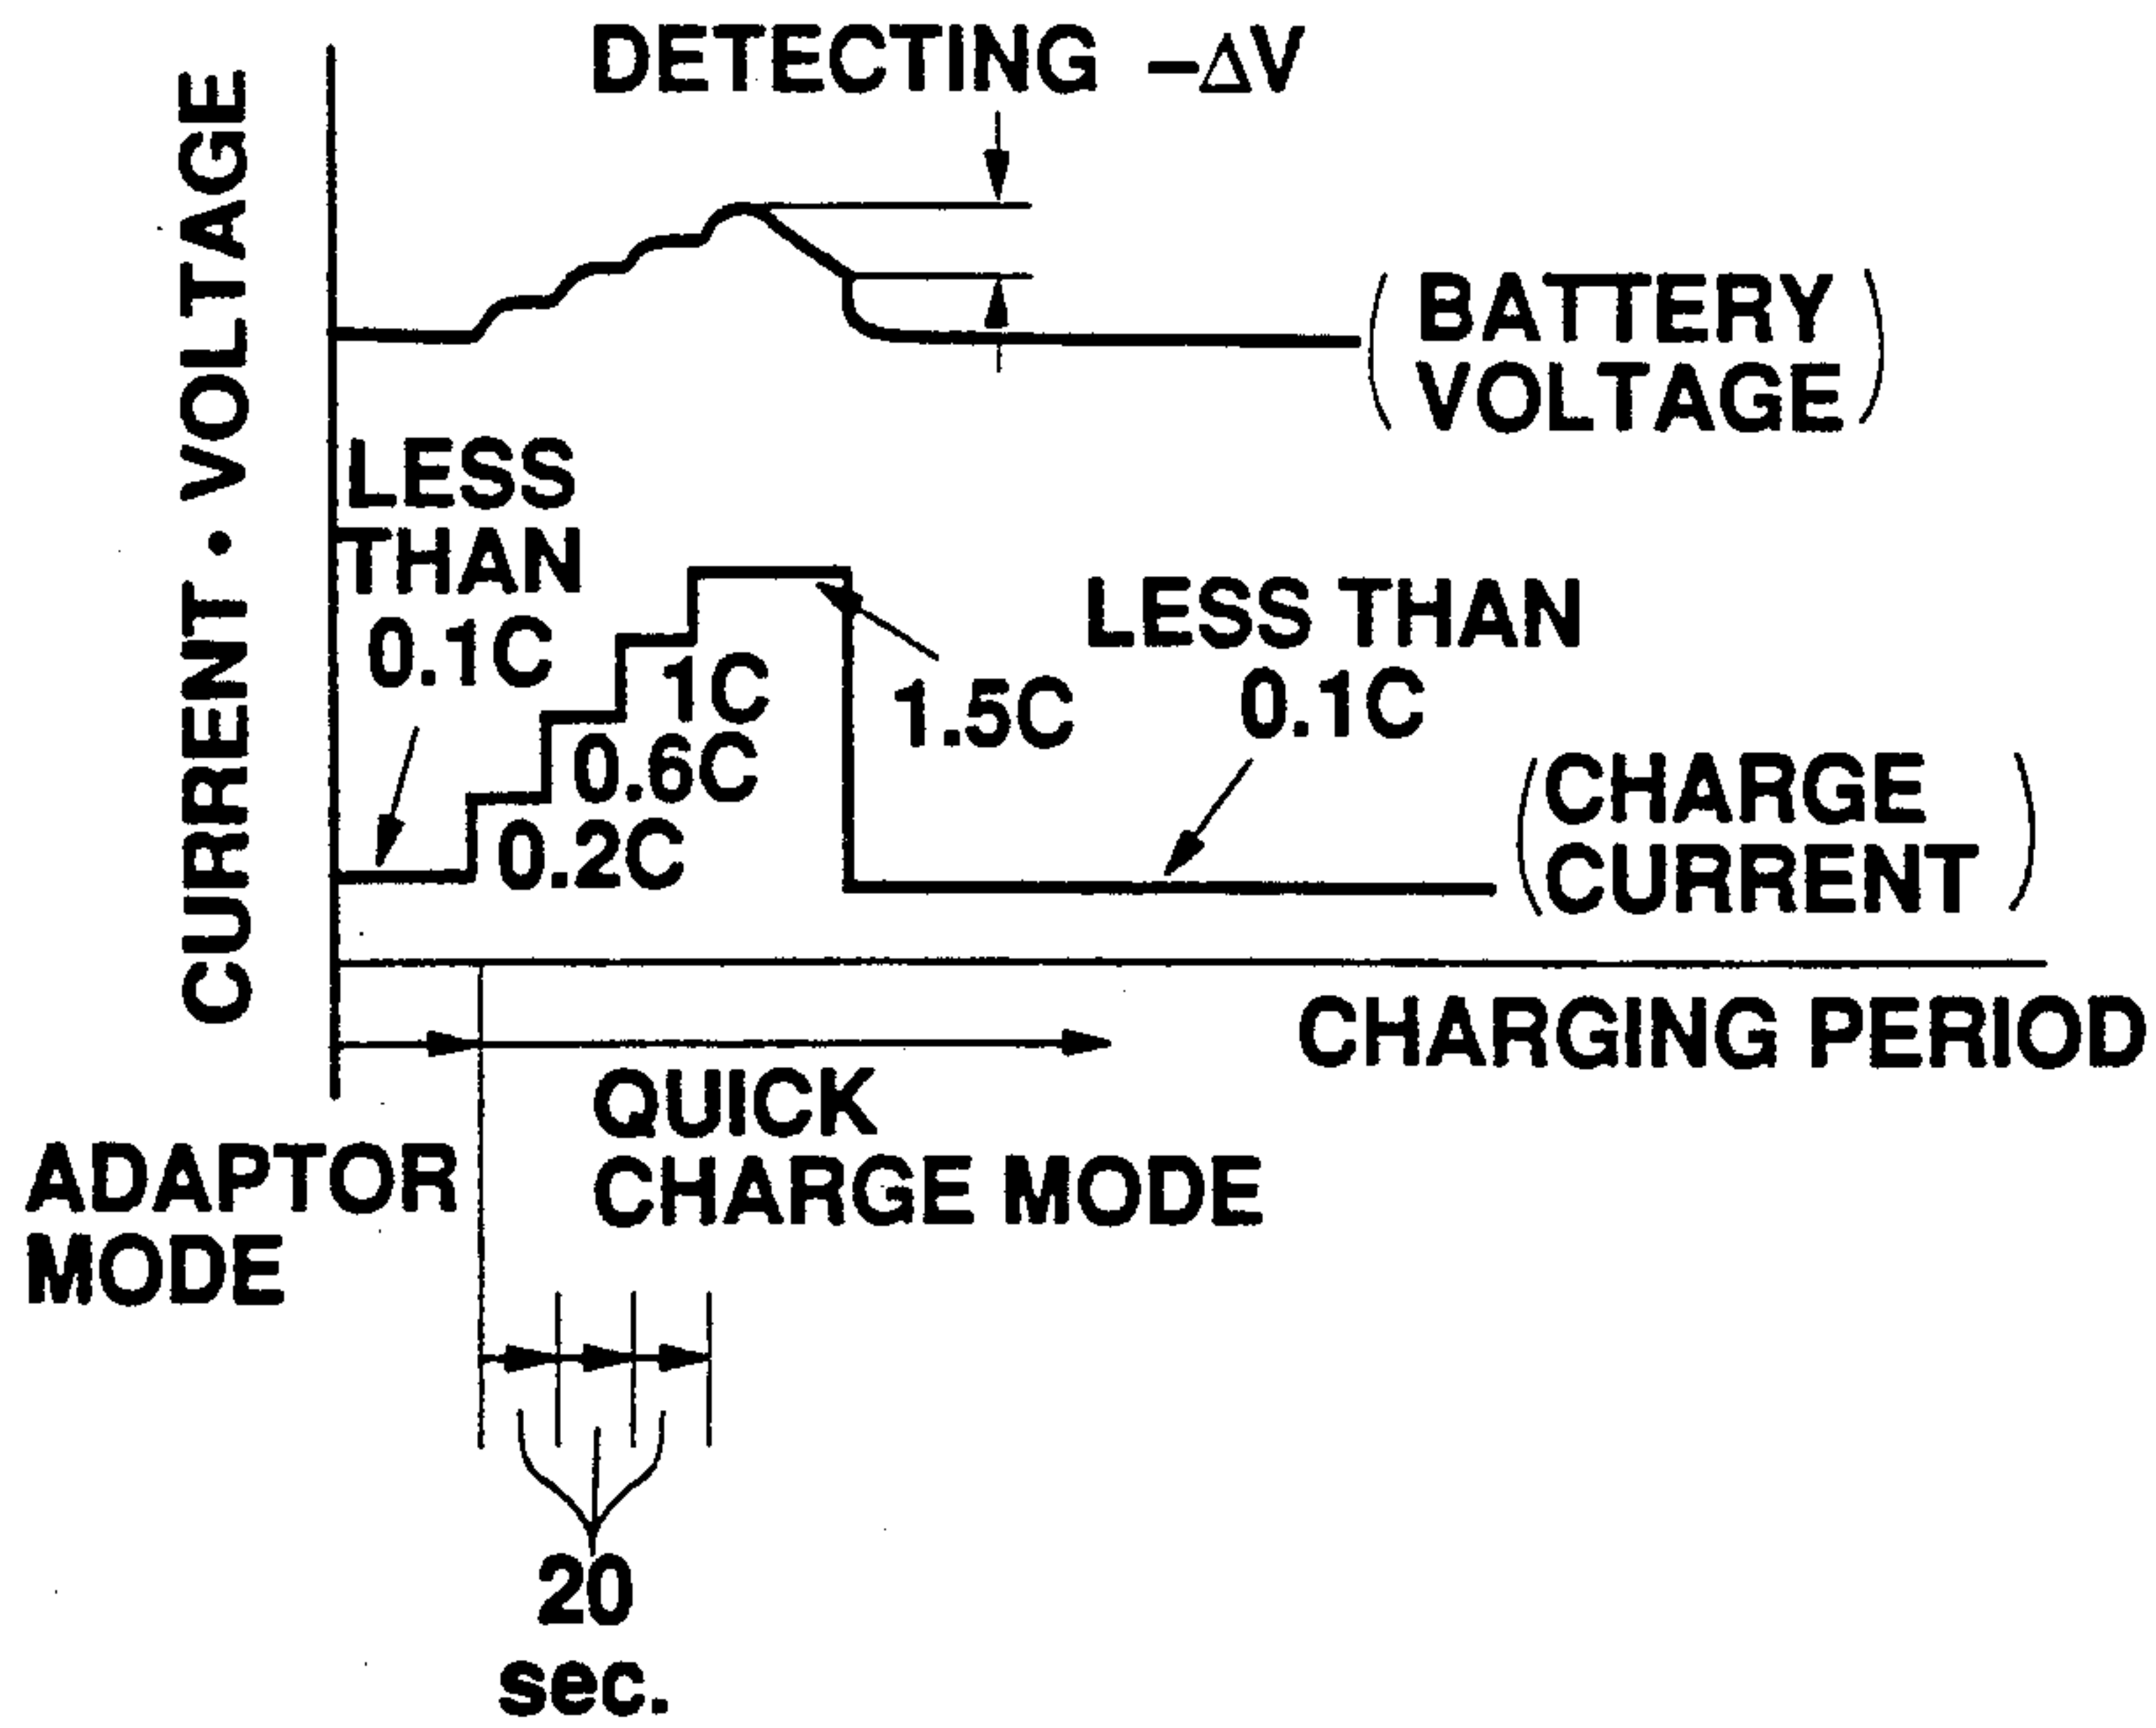 DETECTING -ΔV
CURRENT · VOLTAGE
(BATTERY
VOLTAGE)
LESS
THAN
0.1C
0.2C
0.6C
1C
1.5C
LESS THAN
0.1C
(CHARGE
CURRENT)
CHARGING PERIOD
ADAPTOR
MODE
QUICK
CHARGE MODE
20
sec.